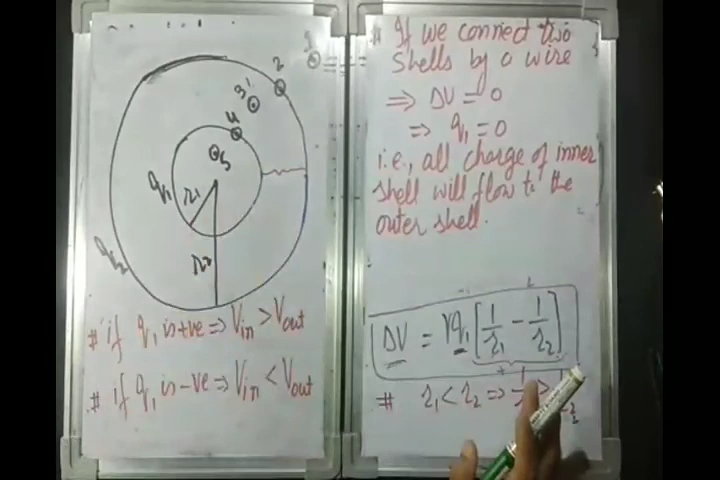 1
2
3
4
5
q1
r1
q2
r2
# if q1 is +ve ⇒ Vin > Vout
# if q1 is -ve ⇒ Vin < Vout
# If we connect two
shells by a wire
⇒ ΔV = 0
⇒ q1 = 0
i.e., all charge of inner
shell will flow to the
outer shell.
ΔV = kq1 [1/r1 - 1/r2]
# r1 < r2 ⇒